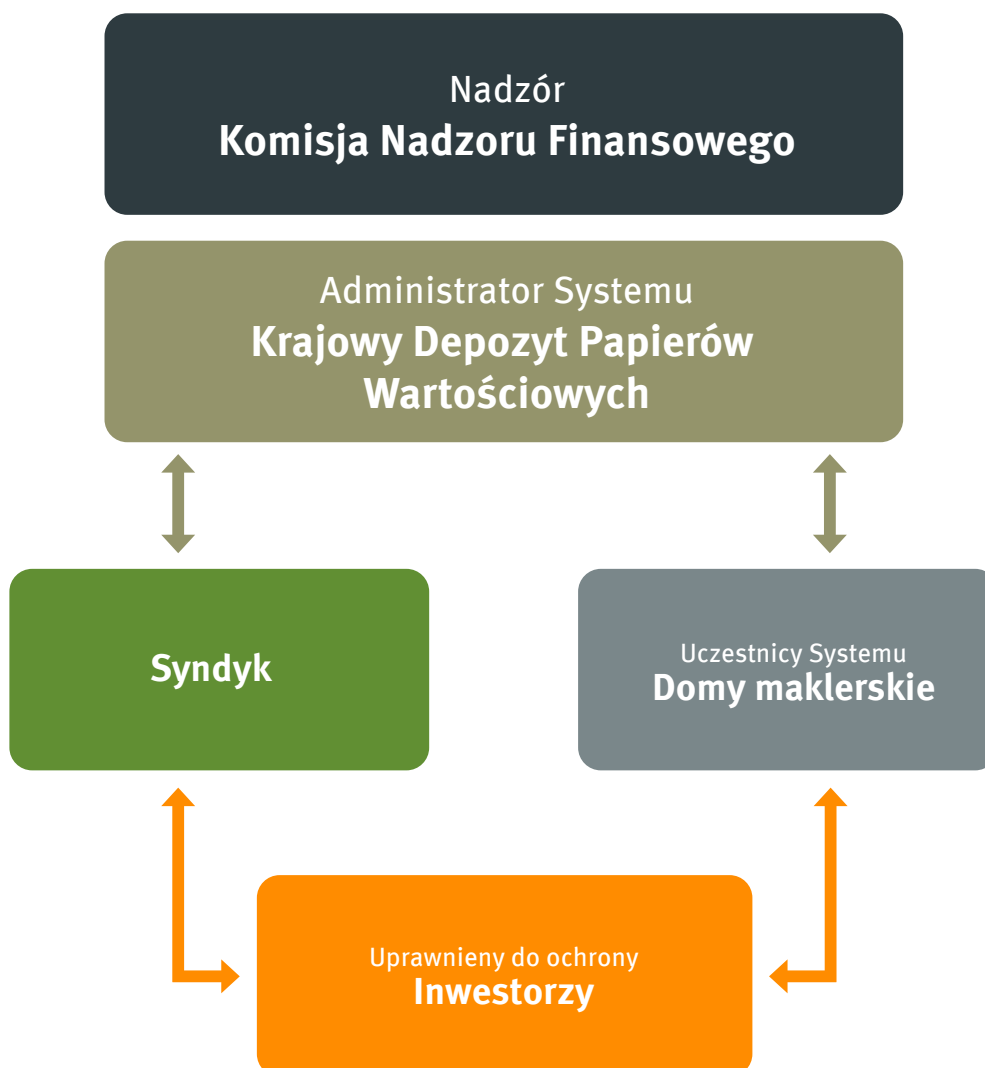 Nadzór
Komisja Nadzoru Finansowego
Administrator Systemu
Krajowy Depozyt Papierów
Wartościowych
Syndyk
Uczestnicy Systemu
Domy maklerskie
Uprawnieny do ochrony
Inwestorzy